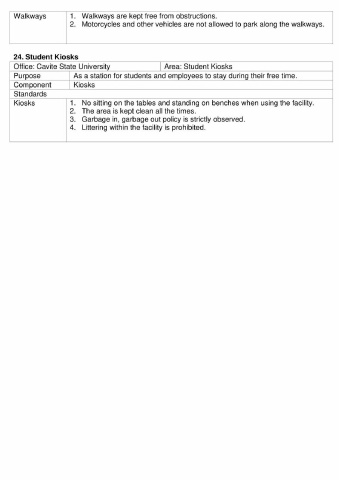 Walkways 1. Walkways are kept free from obstructions.
2. Motorcycles and other vehicles are not allowed to park along the walkways.
24. Student Kiosks
Office: Cavite State University Area: Student Kiosks
Purpose As a station for students and employees to stay during their free time.
Component Kiosks
Standards
Kiosks 1. No sitting on the tables and standing on benches when using the facility.
2. The area is kept clean all the times.
3. Garbage in, garbage out policy is strictly observed.
4. Littering within the facility is prohibited.